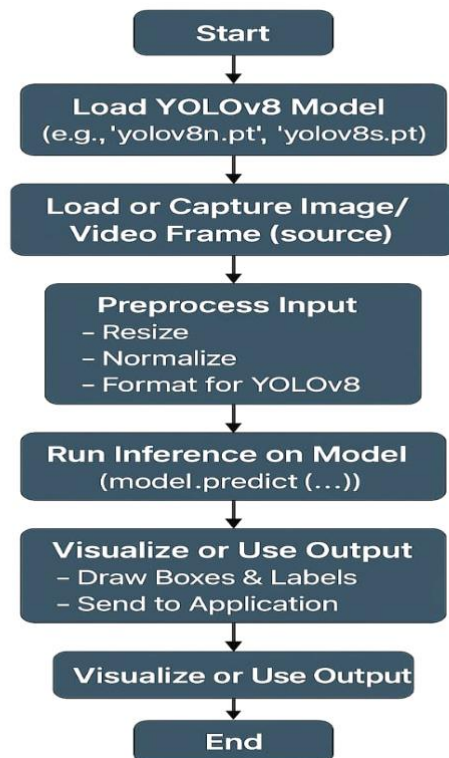 Start
Load YOLOv8 Model
(e.g., 'yolov8n.pt', 'yolov8s.pt)
Load or Capture Image/
Video Frame (source)
Preprocess Input
– Resize
– Normalize
– Format for YOLOv8
Run Inference on Model
(model.predict (...))
Visualize or Use Output
– Draw Boxes & Labels
– Send to Application
Visualize or Use Output
End